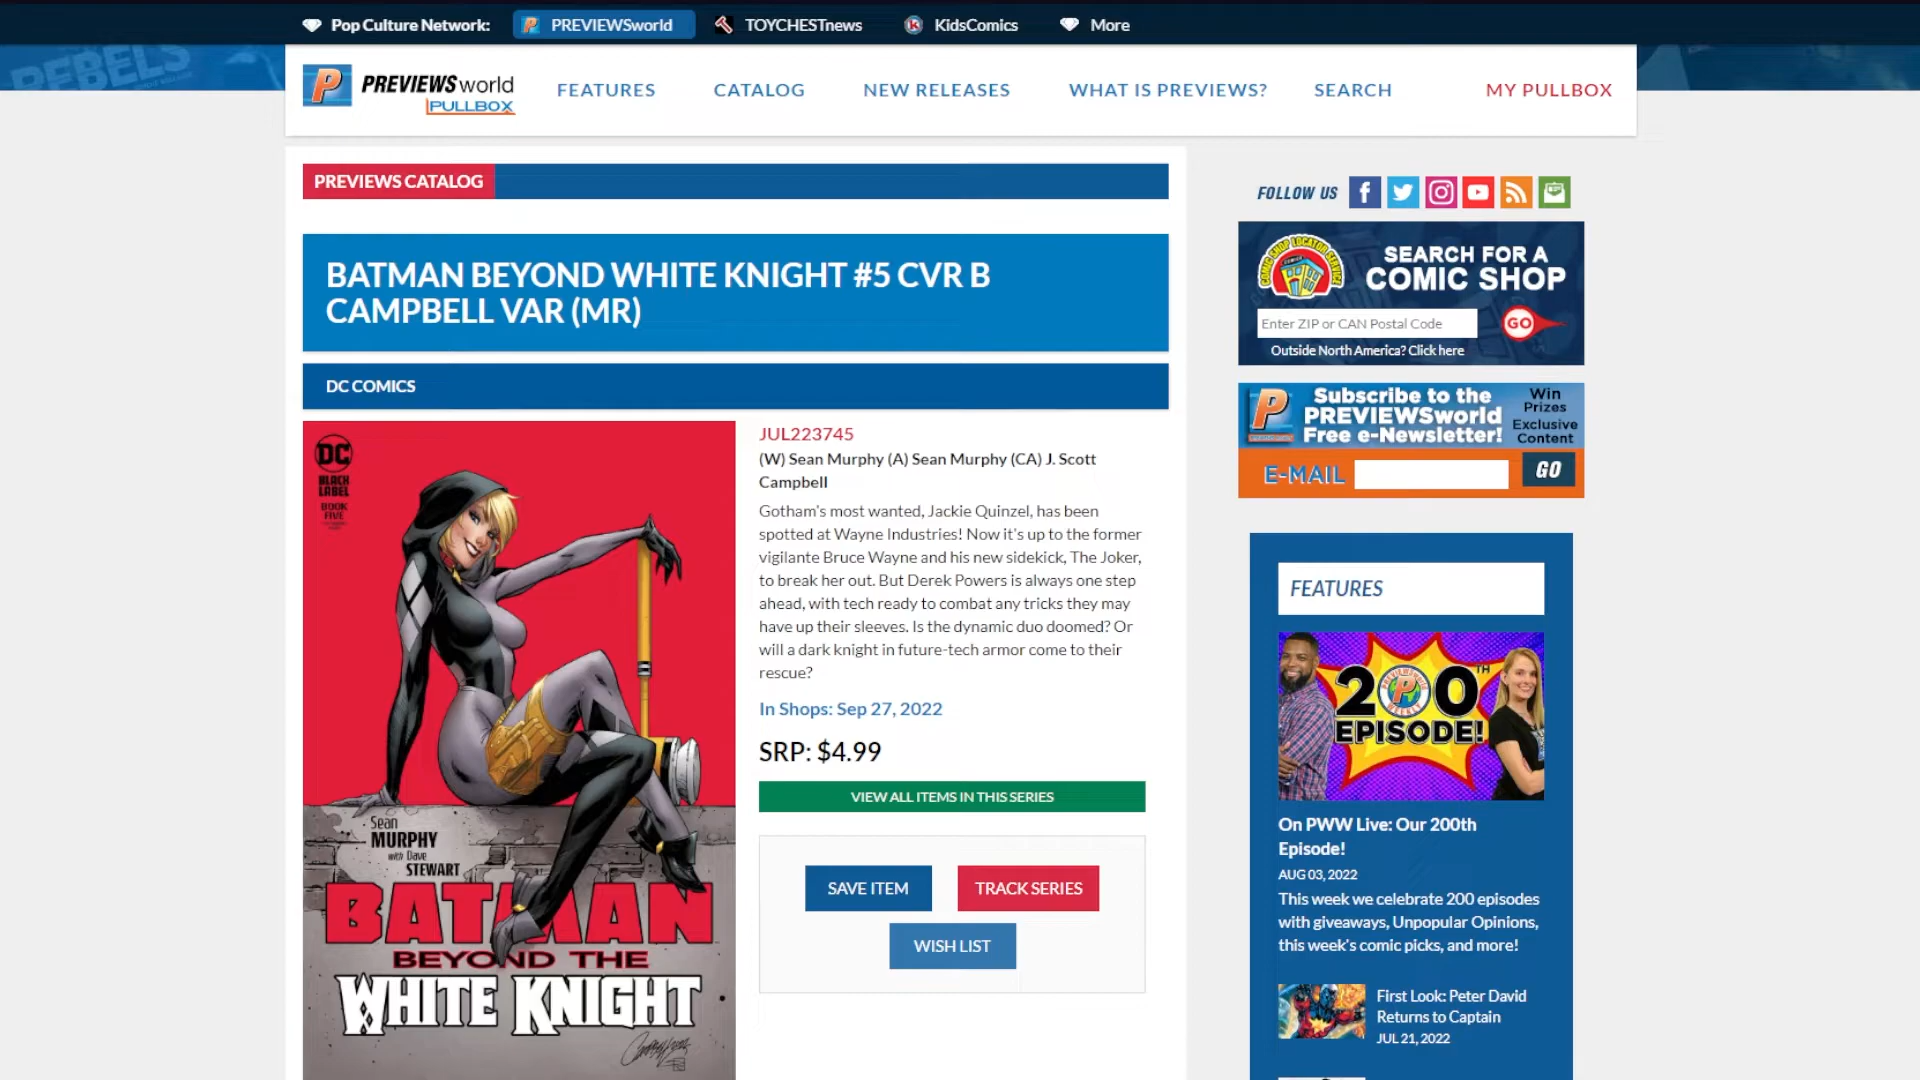 Pop Culture Network:
PREVIEWSworld
TOYCHESTnews
KidsComics
More
REBELS
PREVIEWSworld
PULLBOX
FEATURES
CATALOG
NEW RELEASES
WHAT IS PREVIEWS?
SEARCH
MY PULLBOX
PREVIEWS CATALOG
BATMAN BEYOND WHITE KNIGHT #5 CVR B
CAMPBELL VAR (MR)
DC COMICS
DC
BLACK
LABEL
BOOK
FIVE
Sean
MURPHY
with Dave
STEWART
BATMAN
BEYOND THE
WHITE KNIGHT
JUL223745
(W) Sean Murphy (A) Sean Murphy (CA) J. Scott
Campbell
Gotham's most wanted, Jackie Quinzel, has been
spotted at Wayne Industries! Now it's up to the former
vigilante Bruce Wayne and his new sidekick, The Joker,
to break her out. But Derek Powers is always one step
ahead, with tech ready to combat any tricks they may
have up their sleeves. Is the dynamic duo doomed? Or
will a dark knight in future-tech armor come to their
rescue?
In Shops: Sep 27, 2022
SRP: $4.99
VIEW ALL ITEMS IN THIS SERIES
SAVE ITEM
TRACK SERIES
WISH LIST
FOLLOW US
COMIC SHOP LOCATOR SERVICE
SEARCH FOR A
COMIC SHOP
Enter ZIP or CAN Postal Code
GO
Outside North America? Click here
Subscribe to the
PREVIEWSworld
Free e-Newsletter!
Win
Prizes
Exclusive
Content
E-MAIL
GO
FEATURES
200TH
EPISODE!
On PWW Live: Our 200th
Episode!
AUG 03, 2022
This week we celebrate 200 episodes
with giveaways, Unpopular Opinions,
this week's comic picks, and more!
First Look: Peter David
Returns to Captain
JUL 21, 2022